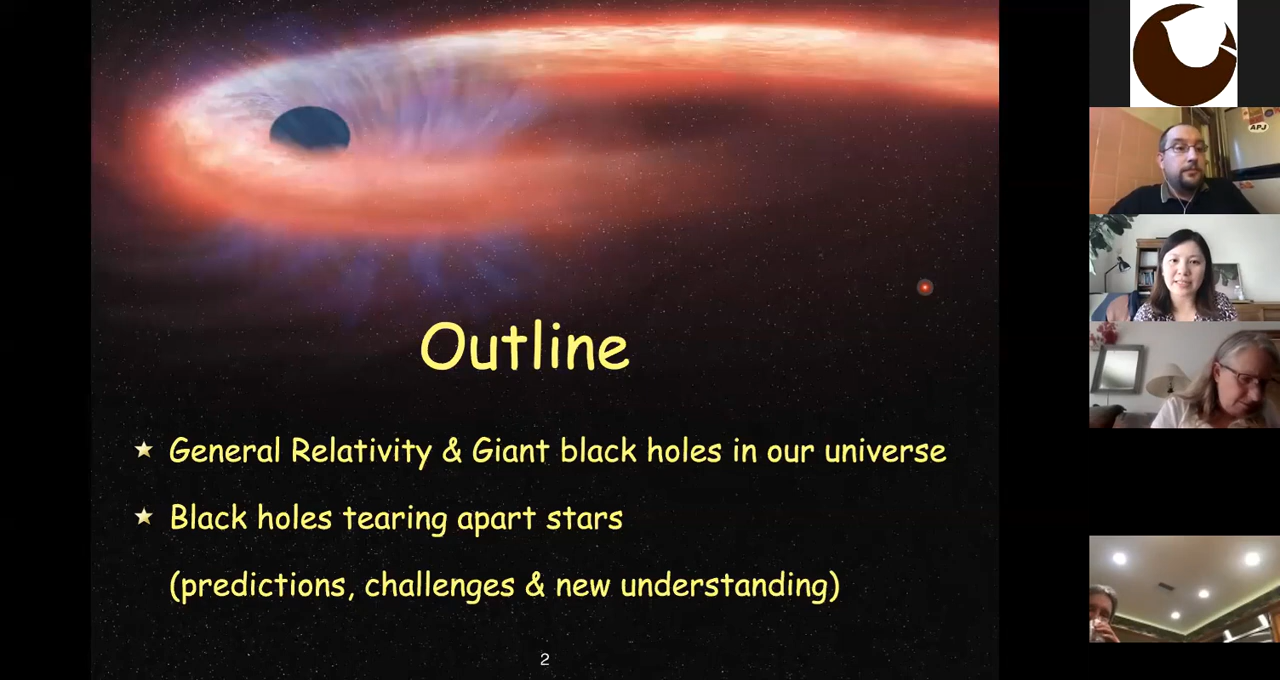 Outline
General Relativity & Giant black holes in our universe
Black holes tearing apart stars
(predictions, challenges & new understanding)
2
APJ